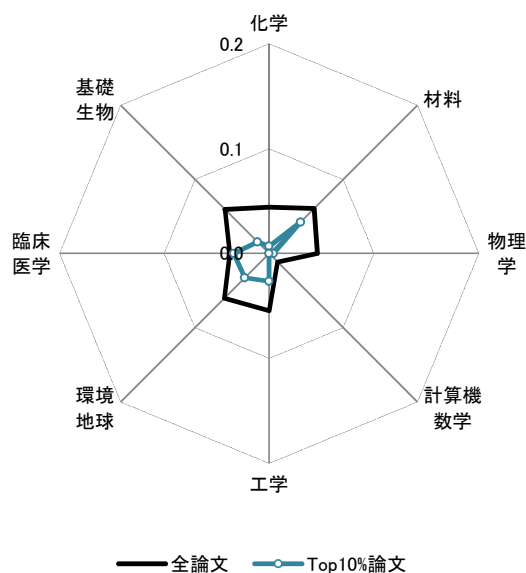 化学
0.2
基礎
生物
材料
0.1
臨床
医学
0.0
物理
学
環境
地球
計算機
数学
工学
全論文
Top10%論文